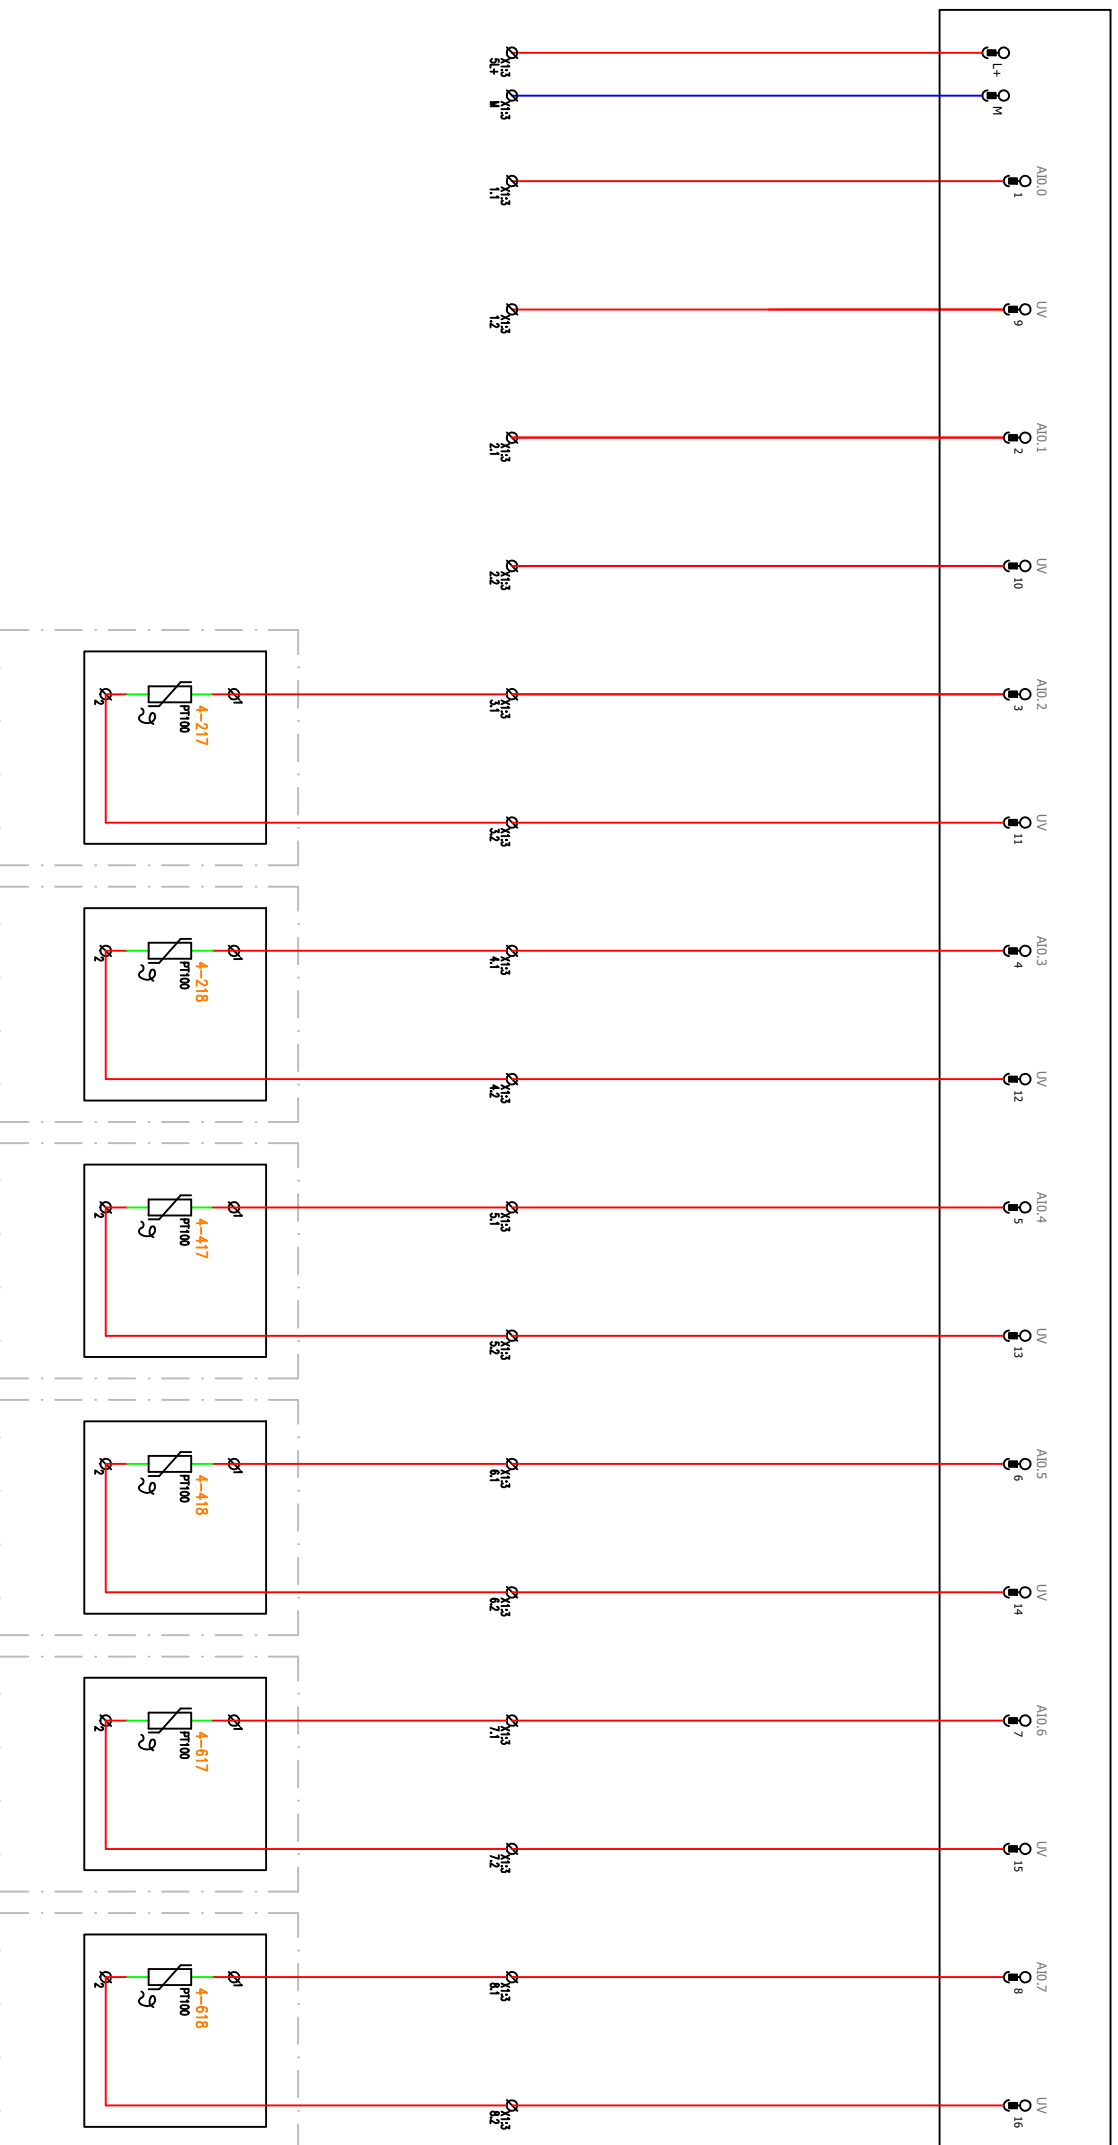 X1:3
5L+
L+
X1:3
M
M
X1:3
1.1
AI0.0
1
X1:3
1.2
UV
9
X1:3
2.1
AI0.1
2
X1:3
2.2
UV
10
4-217
PT100
1
2
X1:3
3.1
AI0.2
3
X1:3
3.2
UV
11
4-218
PT100
1
2
X1:3
4.1
AI0.3
4
X1:3
4.2
UV
12
4-417
PT100
1
2
X1:3
5.1
AI0.4
5
X1:3
5.2
UV
13
4-418
PT100
1
2
X1:3
6.1
AI0.5
6
X1:3
6.2
UV
14
4-617
PT100
1
2
X1:3
7.1
AI0.6
7
X1:3
7.2
UV
15
4-618
PT100
1
2
X1:3
8.1
AI0.7
8
X1:3
8.2
UV
16